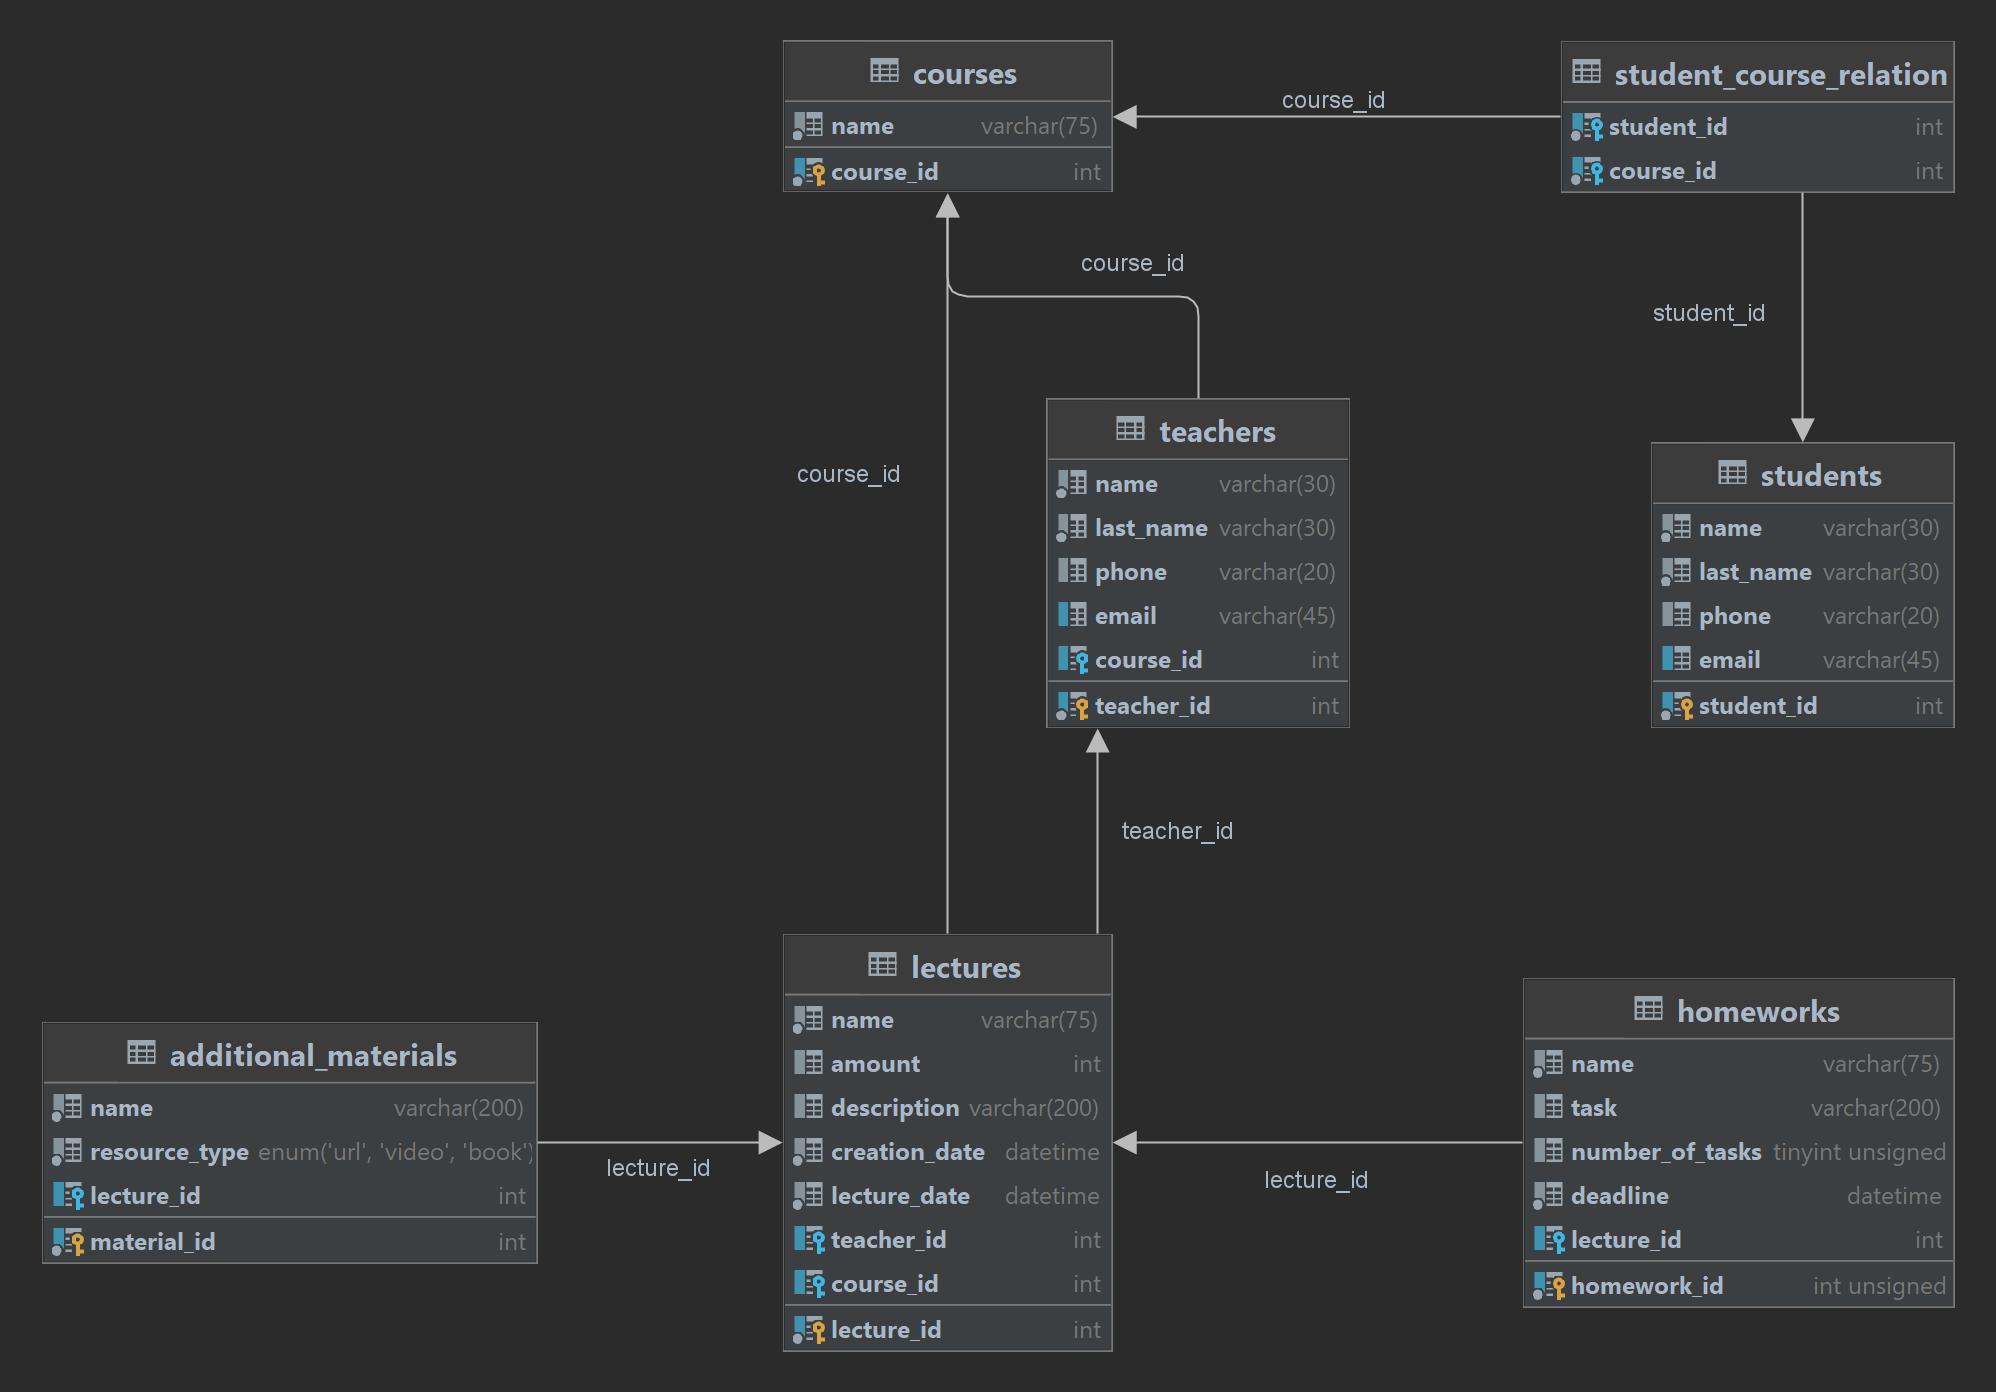 courses
name varchar(75)
course_id int
student_course_relation
student_id int
course_id int
course_id
course_id
student_id
course_id
teachers
name varchar(30)
last_name varchar(30)
phone varchar(20)
email varchar(45)
course_id int
teacher_id int
students
name varchar(30)
last_name varchar(30)
phone varchar(20)
email varchar(45)
student_id int
teacher_id
additional_materials
name varchar(200)
resource_type enum('url', 'video', 'book')
lecture_id int
material_id int
lecture_id
lectures
name varchar(75)
amount int
description varchar(200)
creation_date datetime
lecture_date datetime
teacher_id int
course_id int
lecture_id int
lecture_id
homeworks
name varchar(75)
task varchar(200)
number_of_tasks tinyint unsigned
deadline datetime
lecture_id int
homework_id int unsigned